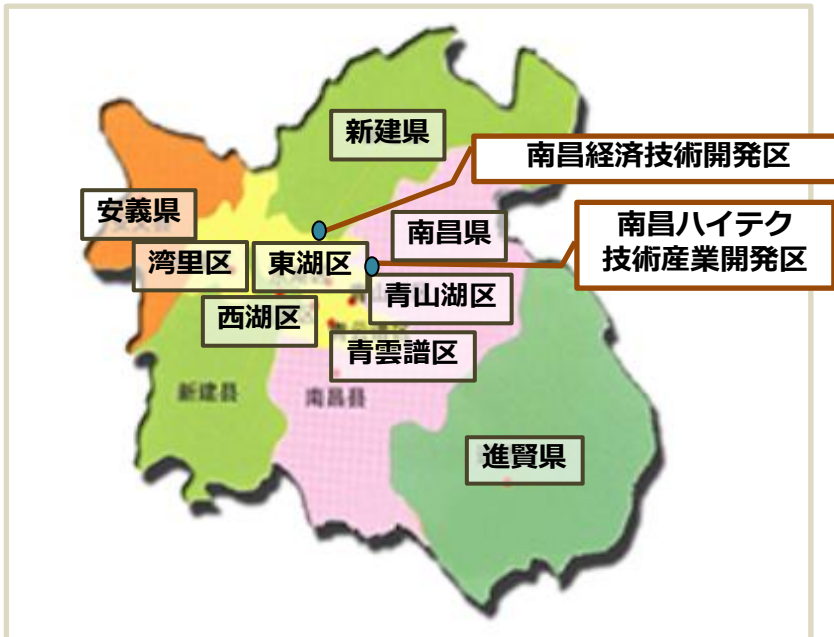 新建県
南昌経済技術開発区
安義県
南昌県
南昌ハイテク
技術産業開発区
湾里区
東湖区
西湖区
青山湖区
青雲譜区
新建县
南昌县
進賢県